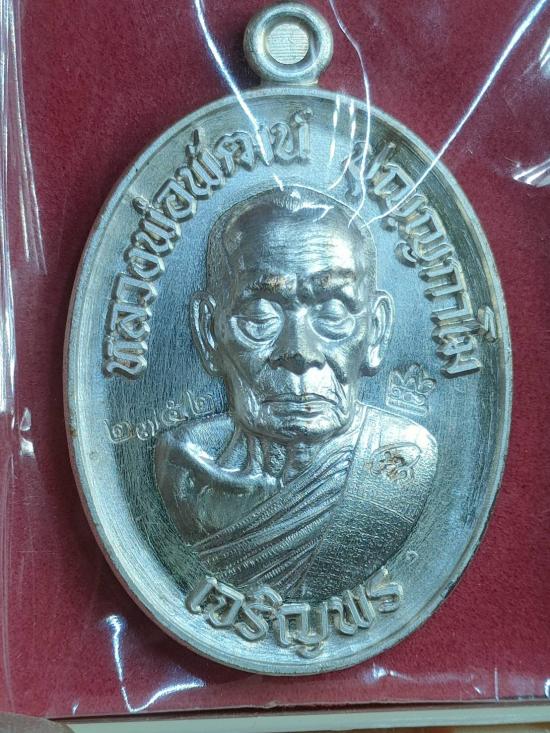 หลวงพ่อพัฒน์ ปุญฺญกาโม
๒๓๕๒
เจริญพร